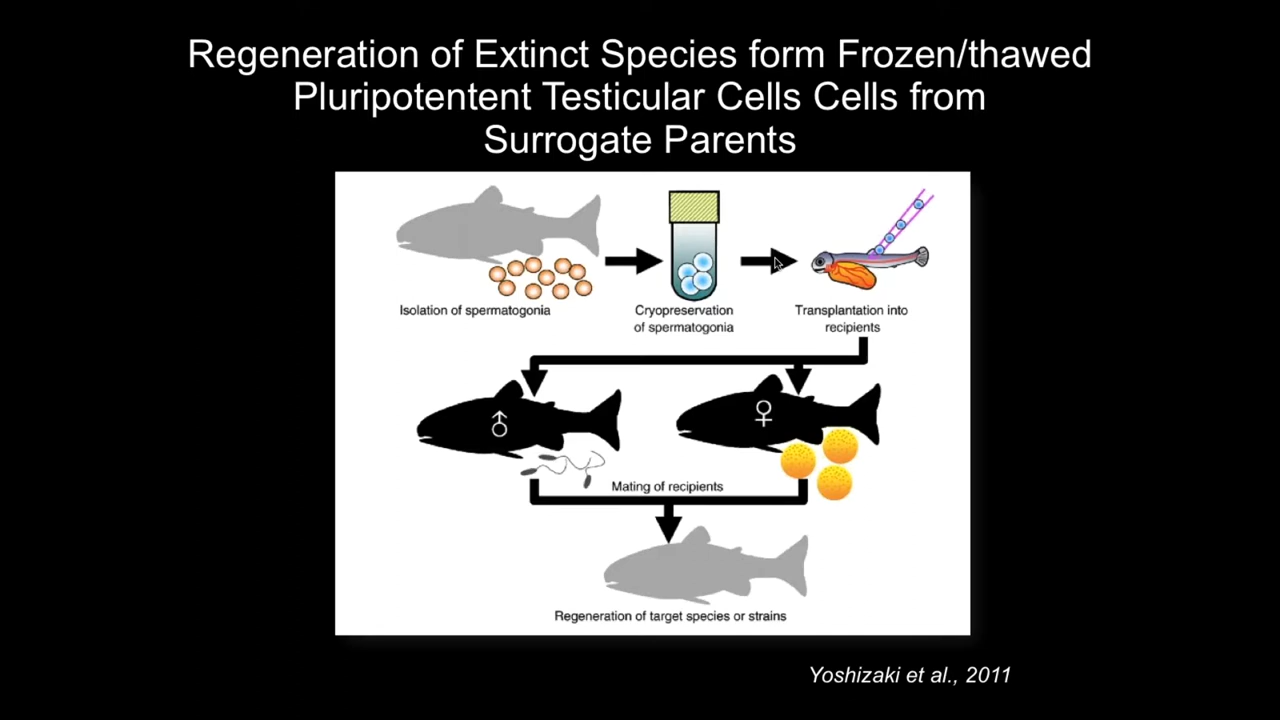 Regeneration of Extinct Species form Frozen/thawed
Pluripotentent Testicular Cells Cells from
Surrogate Parents
Isolation of spermatogonia
Cryopreservation
of spermatogonia
Transplantation into
recipients
♂
♀
Mating of recipients
Regeneration of target species or strains
Yoshizaki et al., 2011